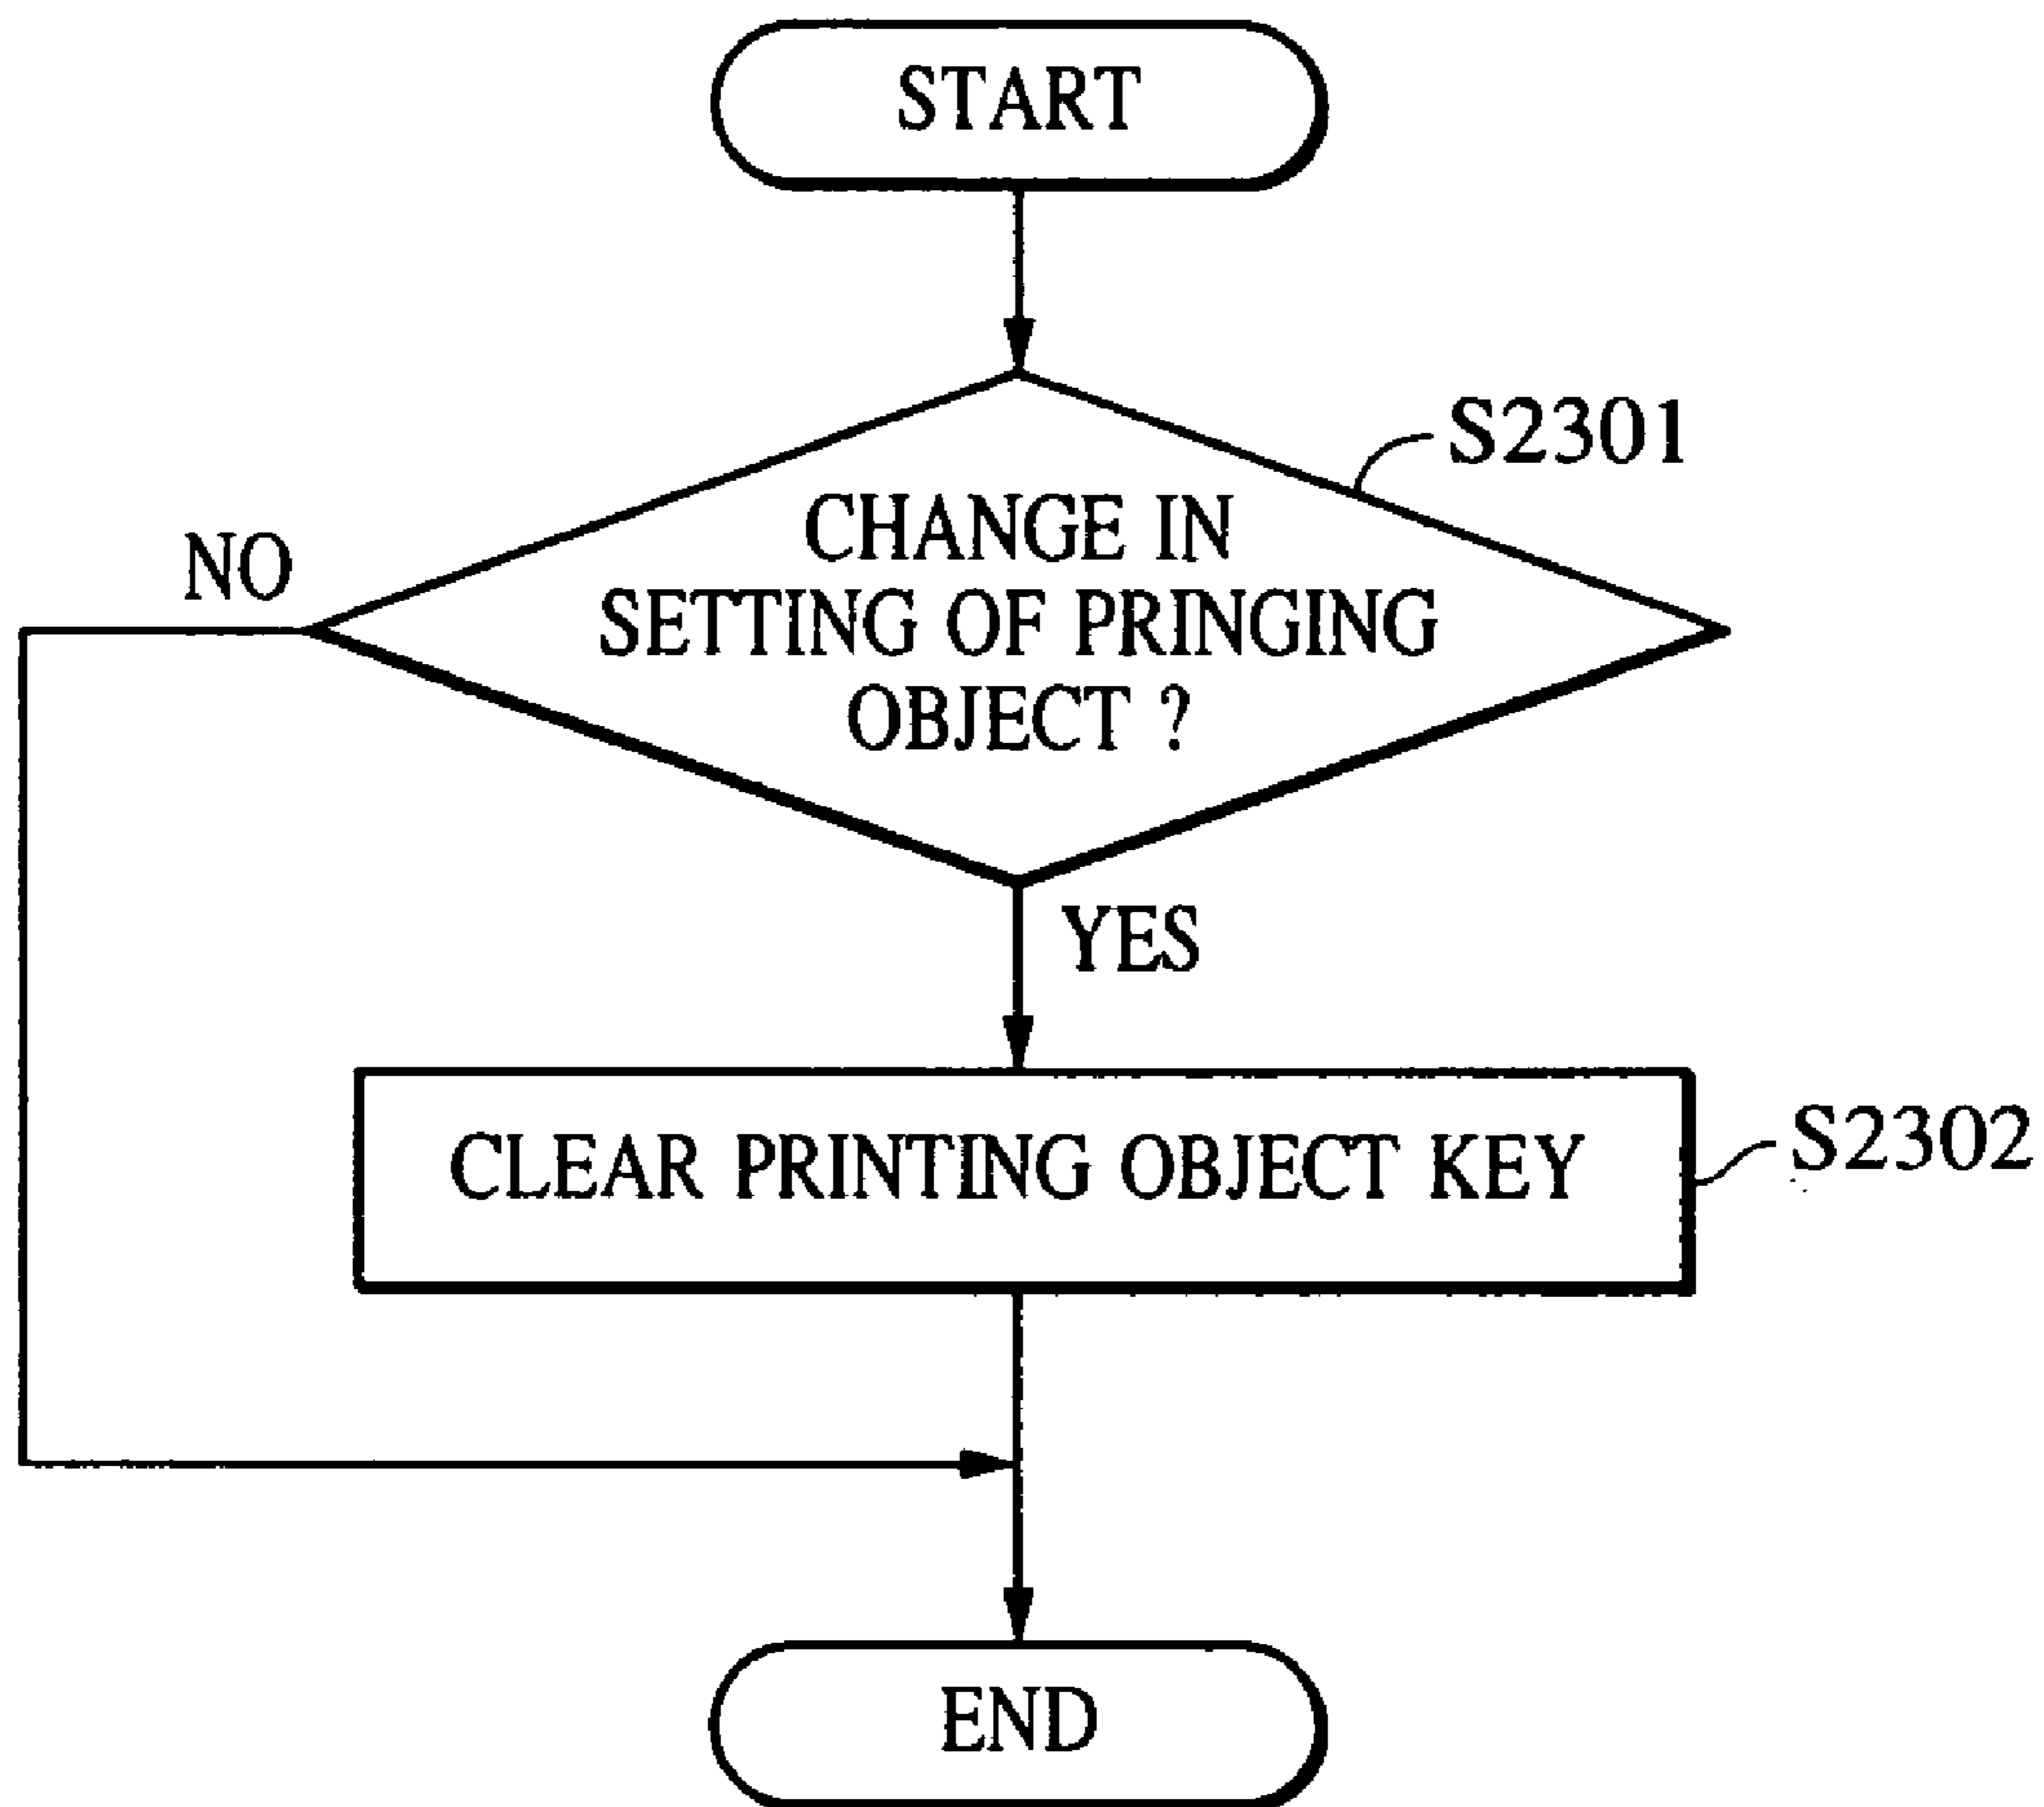 START
S2301
CHANGE IN
NO
SETTING OF PRINGING
OBJECT ?
YES
CLEAR PRINTING OBJECT KEY
S2302
END